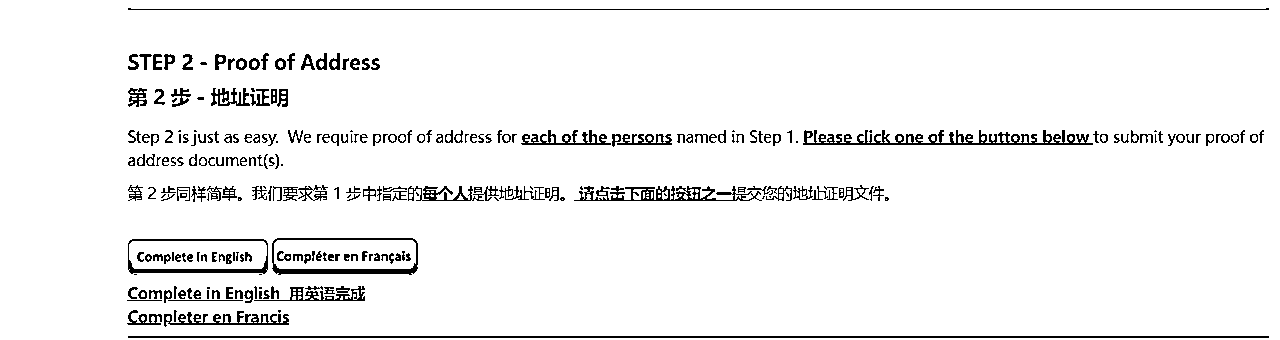 STEP 2 - Proof of Address
第 2 步 - 地址证明
Step 2 is just as easy. We require proof of address for each of the persons named in Step 1. Please click one of the buttons below to submit your proof of
address document(s).
第 2 步同样简单。我们要求第 1 步中指定的每个人提供地址证明。 请点击下面的按钮之一提交您的地址证明文件。
Complete in English Compléter en Français
Complete in English 用英语完成
Completer en Francis